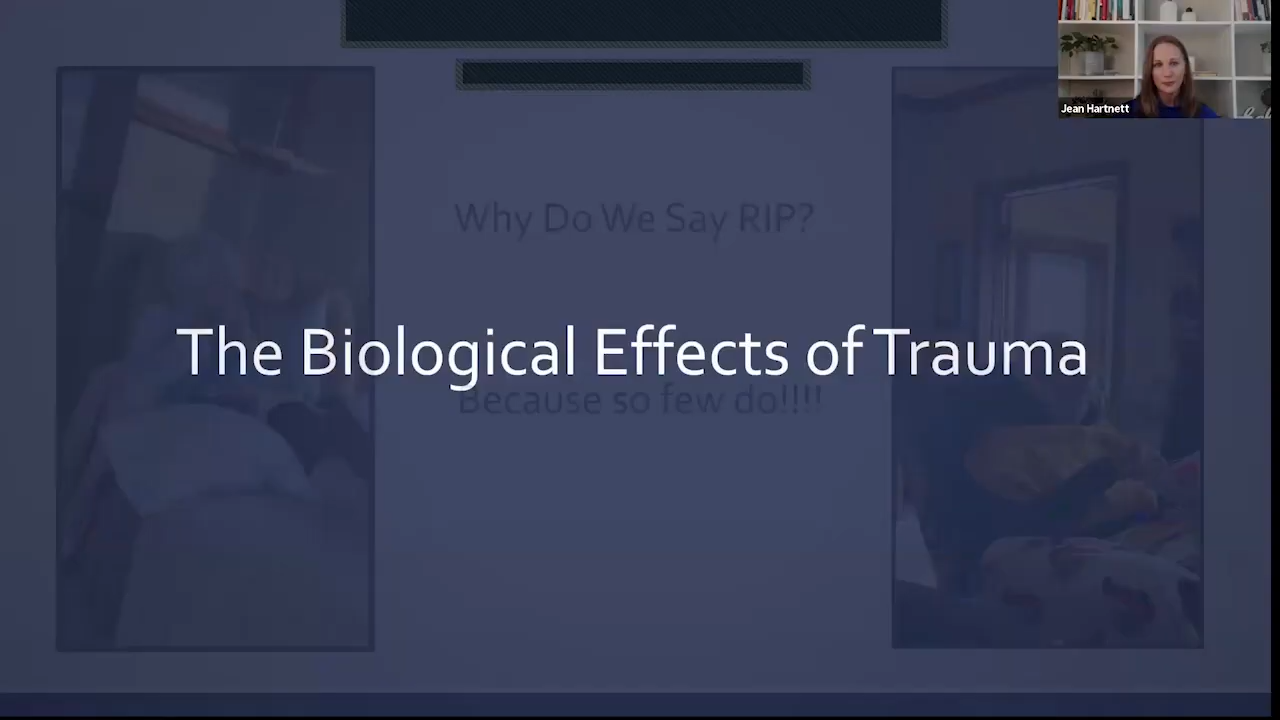 Jean Hartnett
Why Do We Say RIP?
The Biological Effects of Trauma
Because so few do!!!!